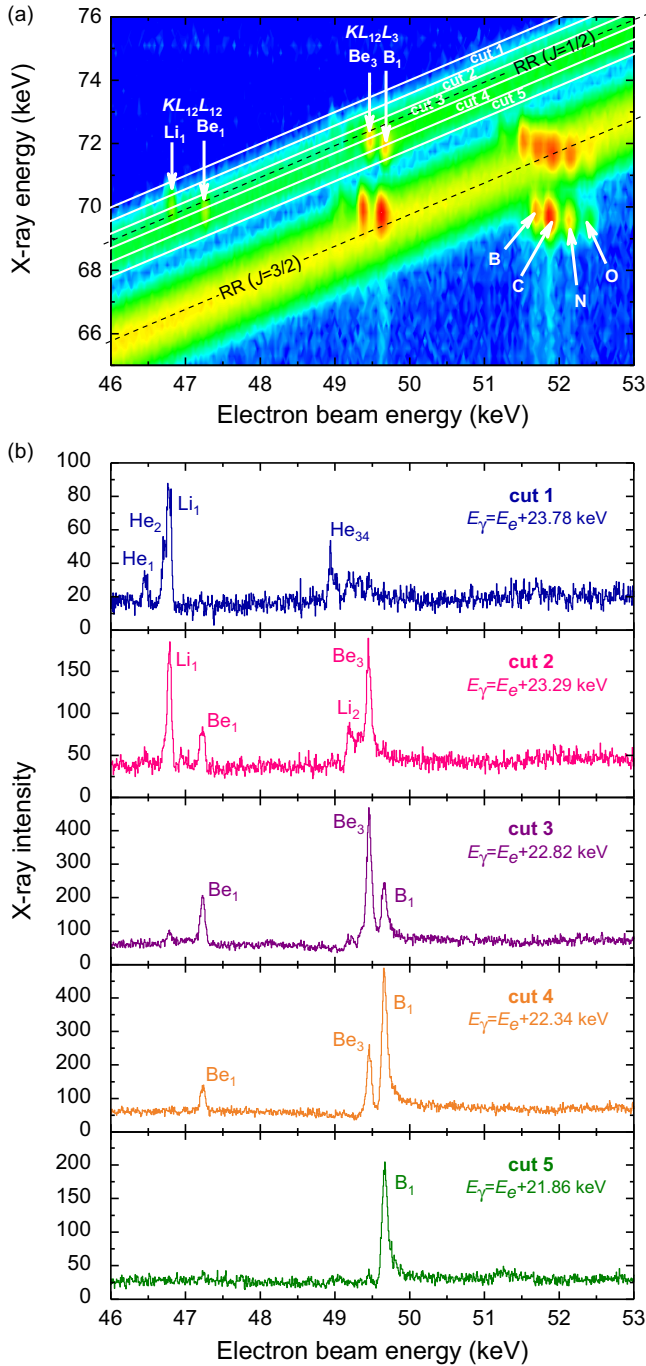 (a)
76
74
72
70
68
66
X-ray energy (keV)
KL₁₂L₃
Be₃ B₁
KL₁₂L₁₂
Li₁ Be₁
cut 1
cut 2
cut 3
cut 4
cut 5
RR (J=1/2)
RR (J=3/2)
B
C
N
O
46 47 48 49 50 51 52 53
Electron beam energy (keV)
(b)
X-ray intensity
100
80
60
40
20
0
He₁
He₂
Li₁
He₃₄
cut 1
Eγ=Ee+23.78 keV
150
100
50
0
Li₁
Be₁
Li₂
Be₃
cut 2
Eγ=Ee+23.29 keV
400
300
200
100
0
Be₁
Be₃
B₁
cut 3
Eγ=Ee+22.82 keV
400
300
200
100
0
Be₁
Be₃
B₁
cut 4
Eγ=Ee+22.34 keV
200
150
100
50
0
B₁
cut 5
Eγ=Ee+21.86 keV
46 47 48 49 50 51 52 53
Electron beam energy (keV)